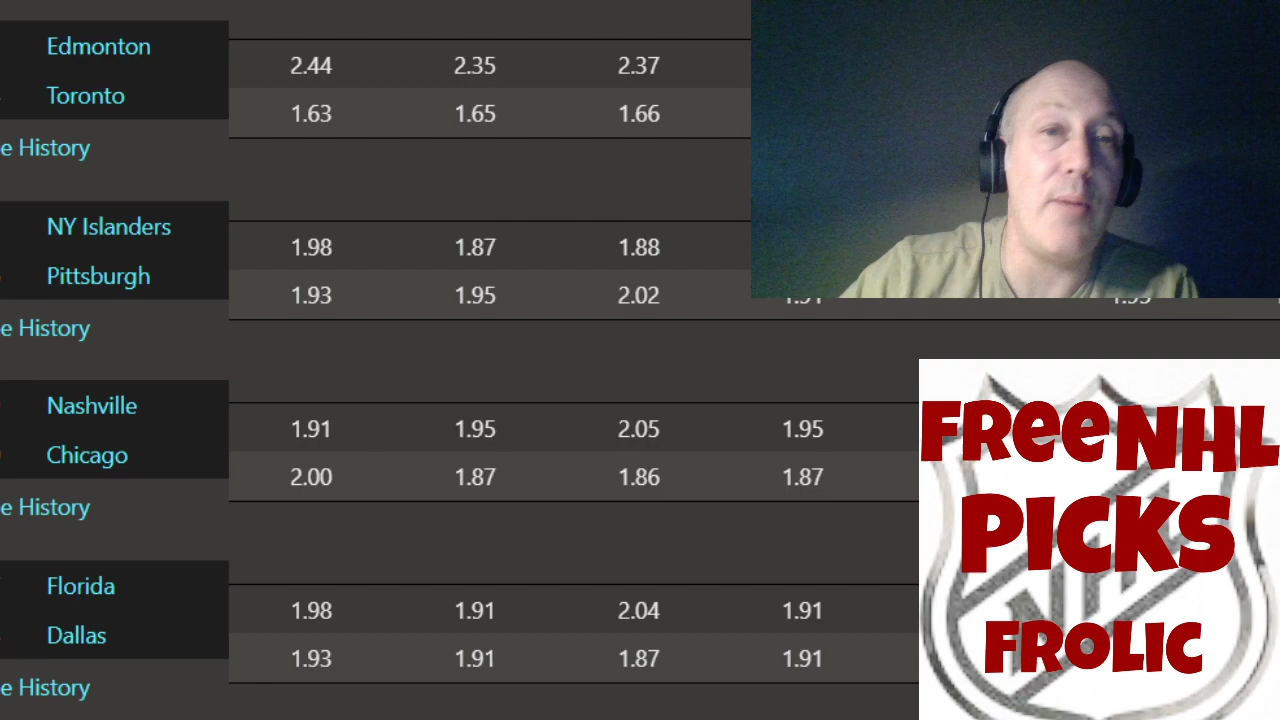 Edmonton
2.44 2.35 2.37
Toronto
1.63 1.65 1.66
e History
NY Islanders
1.98 1.87 1.88
Pittsburgh
1.93 1.95 2.02
e History
Nashville
1.91 1.95 2.05 1.95
Chicago
2.00 1.87 1.86 1.87
e History
Florida
1.98 1.91 2.04 1.91
Dallas
1.93 1.91 1.87 1.91
e History
FREE NHL
PICKS
NHL
FROLIC